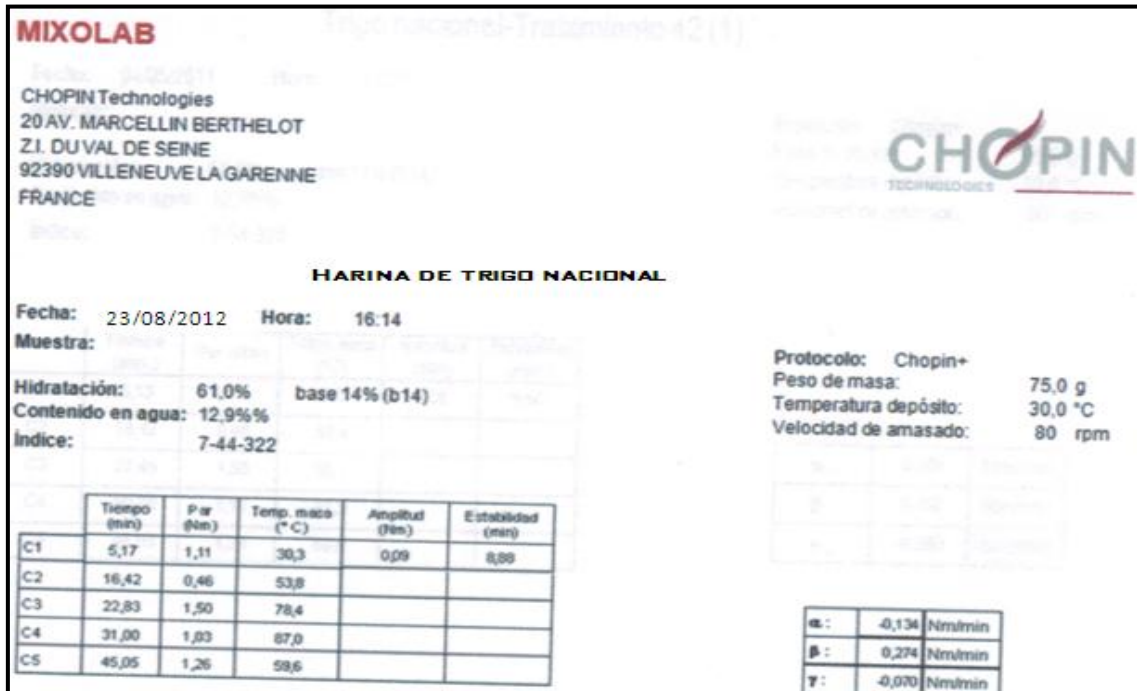 MIXOLAB
Trigo nacional-Tratamiento 42 (1)
CHOPIN Technologies
20 AV. MARCELLIN BERTHELOT
Z.I. DU VAL DE SEINE
92390 VILLENEUVE LA GARENNE
FRANCE
CHOPIN
TECHNOLOGIES
HARINA DE TRIGO NACIONAL
Fecha: 23/08/2012 Hora: 16:14
Muestra:
Hidratación: 61,0% base 14% (b14)
Contenido en agua: 12,9%%
Indice: 7-44-322
Protocolo: Chopin+
Peso de masa: 75,0 g
Temperatura depósito: 30,0 °C
Velocidad de amasado: 80 rpm
Tiempo (min) Par (Nm) Temp. masa (°C) Amplitud (Nm) Estabilidad (min)
C1 5,17 1,11 30,3 0,09 8,88
C2 16,42 0,46 53,8
C3 22,83 1,50 78,4
C4 31,00 1,03 87,0
C5 45,05 1,26 59,6
α: -0,134 Nm/min
β: 0,274 Nm/min
γ: -0,070 Nm/min